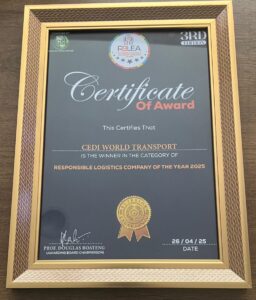 RSLEA
3RD
EDITION
Certificate
Of Award
This Certifies That
CEDI WORLD TRANSPORT
IS THE WINNER IN THE CATEGORY OF
RESPONSIBLE LOGISTICS COMPANY OF THE YEAR 2025
PROF. DOUGLAS BOATENG
26 / 04 / 25
DATE